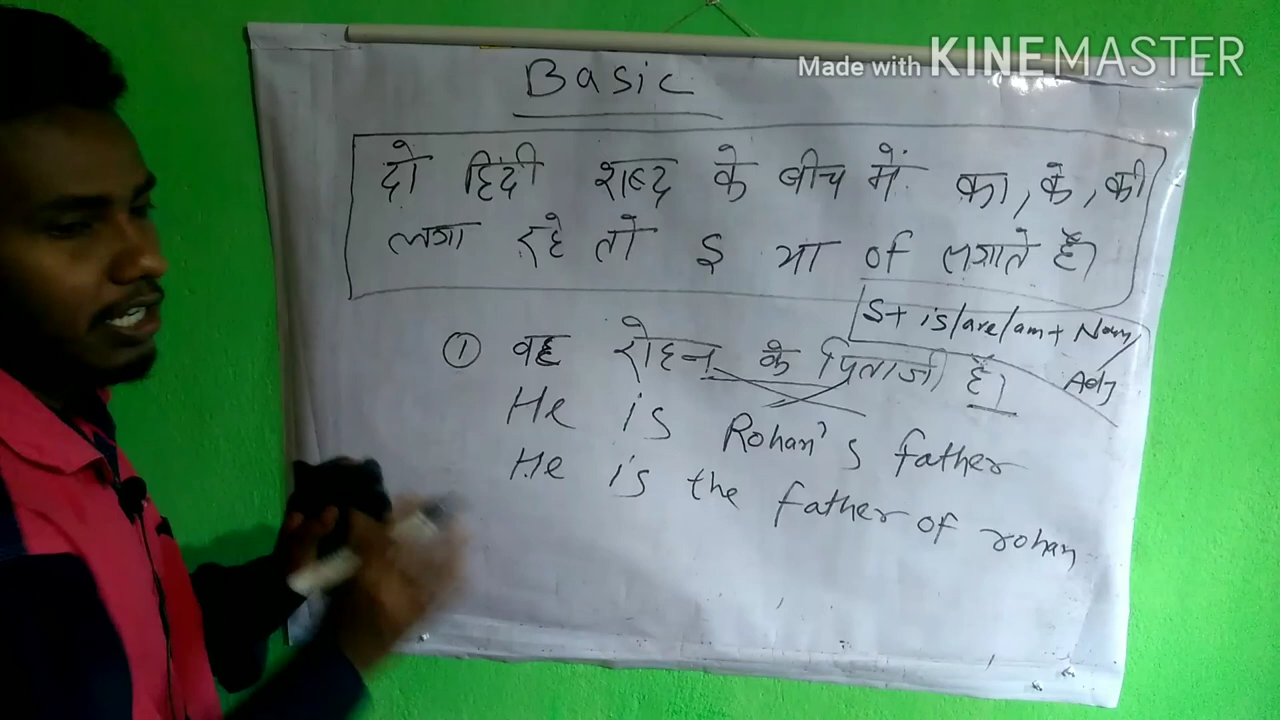 Made with KINEMASTER
Basic
दो हिंदी शब्द के बीच में का, के, की
लगा रहे तो s या of लगाते हैं।
S+ is/are/am + Noun/
Adj
① वह रोहन के पिताजी हैं।
He is Rohan's father
He is the father of rohan